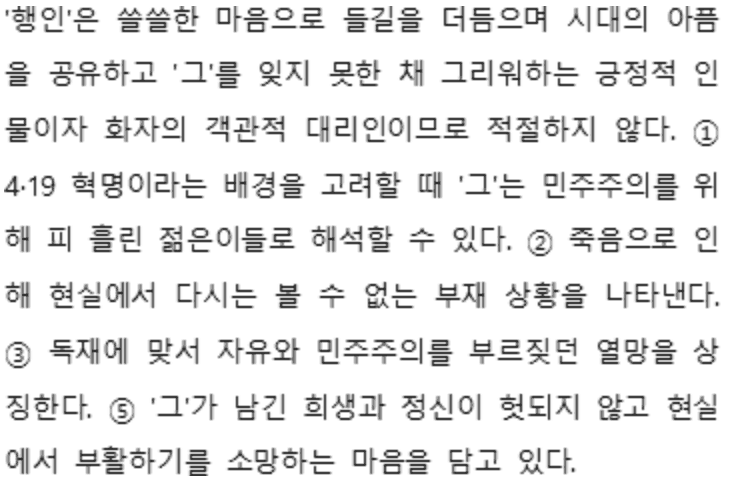 '행인'은 쓸쓸한 마음으로 들길을 더듬으며 시대의 아픔
을 공유하고 '그'를 잊지 못한 채 그리워하는 긍정적 인
물이자 화자의 객관적 대리인이므로 적절하지 않다. ①
4·19 혁명이라는 배경을 고려할 때 '그'는 민주주의를 위
해 피 흘린 젊은이들로 해석할 수 있다. ② 죽음으로 인
해 현실에서 다시는 볼 수 없는 부재 상황을 나타낸다.
③ 독재에 맞서 자유와 민주주의를 부르짖던 열망을 상
징한다. ⑤ '그'가 남긴 희생과 정신이 헛되지 않고 현실
에서 부활하기를 소망하는 마음을 담고 있다.